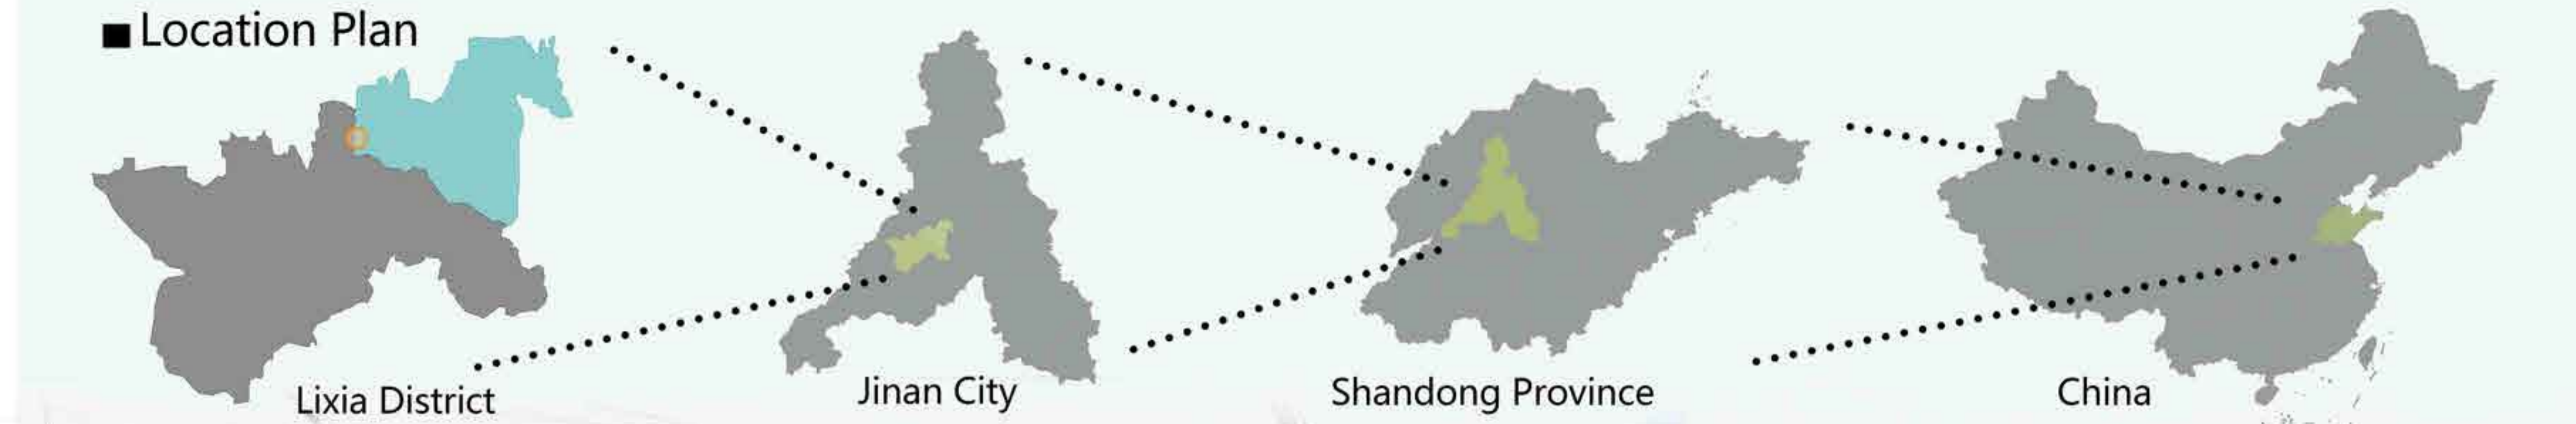 ■ Location Plan
Lixia District
Jinan City
Shandong Province
China